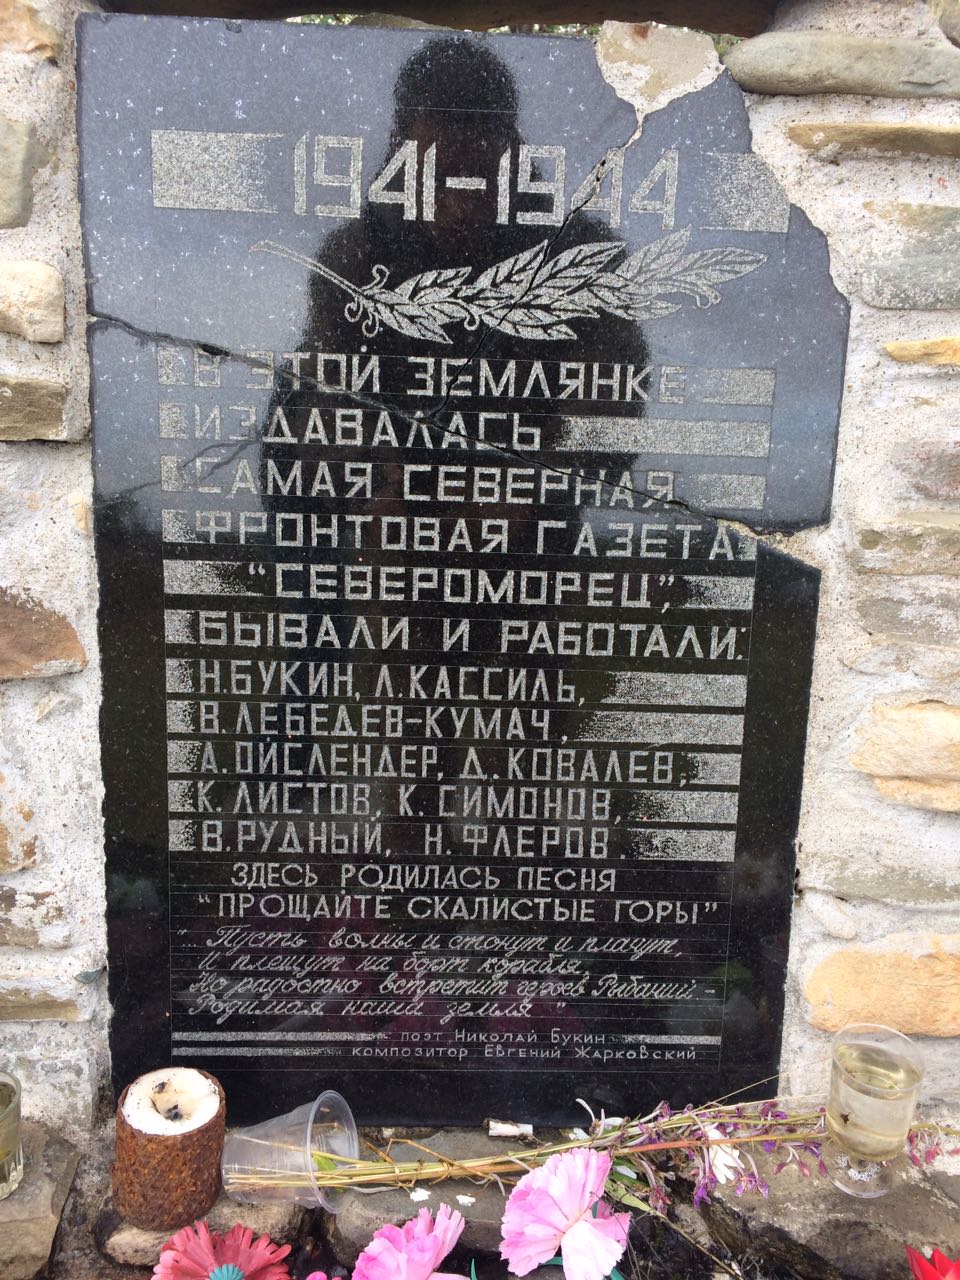 1941-1944
В ЭТОЙ ЗЕМЛЯНКЕ
ИЗДАВАЛАСЬ
САМАЯ СЕВЕРНАЯ
ФРОНТОВАЯ ГАЗЕТА
"СЕВЕРОМОРЕЦ",
БЫВАЛИ И РАБОТАЛИ:
Н.БУКИН, Л.КАССИЛЬ,
В.ЛЕБЕДЕВ-КУМАЧ,
А.ОЙСЛЕНДЕР, Д.КОВАЛЕВ,
К.ЛИСТОВ, К.СИМОНОВ,
В.РУДНЫЙ, Н.ФЛЕРОВ.
ЗДЕСЬ РОДИЛАСЬ ПЕСНЯ
"ПРОЩАЙТЕ СКАЛИСТЫЕ ГОРЫ"
"...Пусть волны и стонут и плачут,
И плещут на борт корабля,
Но радостно встретит героев Рыбачий -
Родимая наша земля"
поэт Николай Букин
композитор Евгений Жарковский